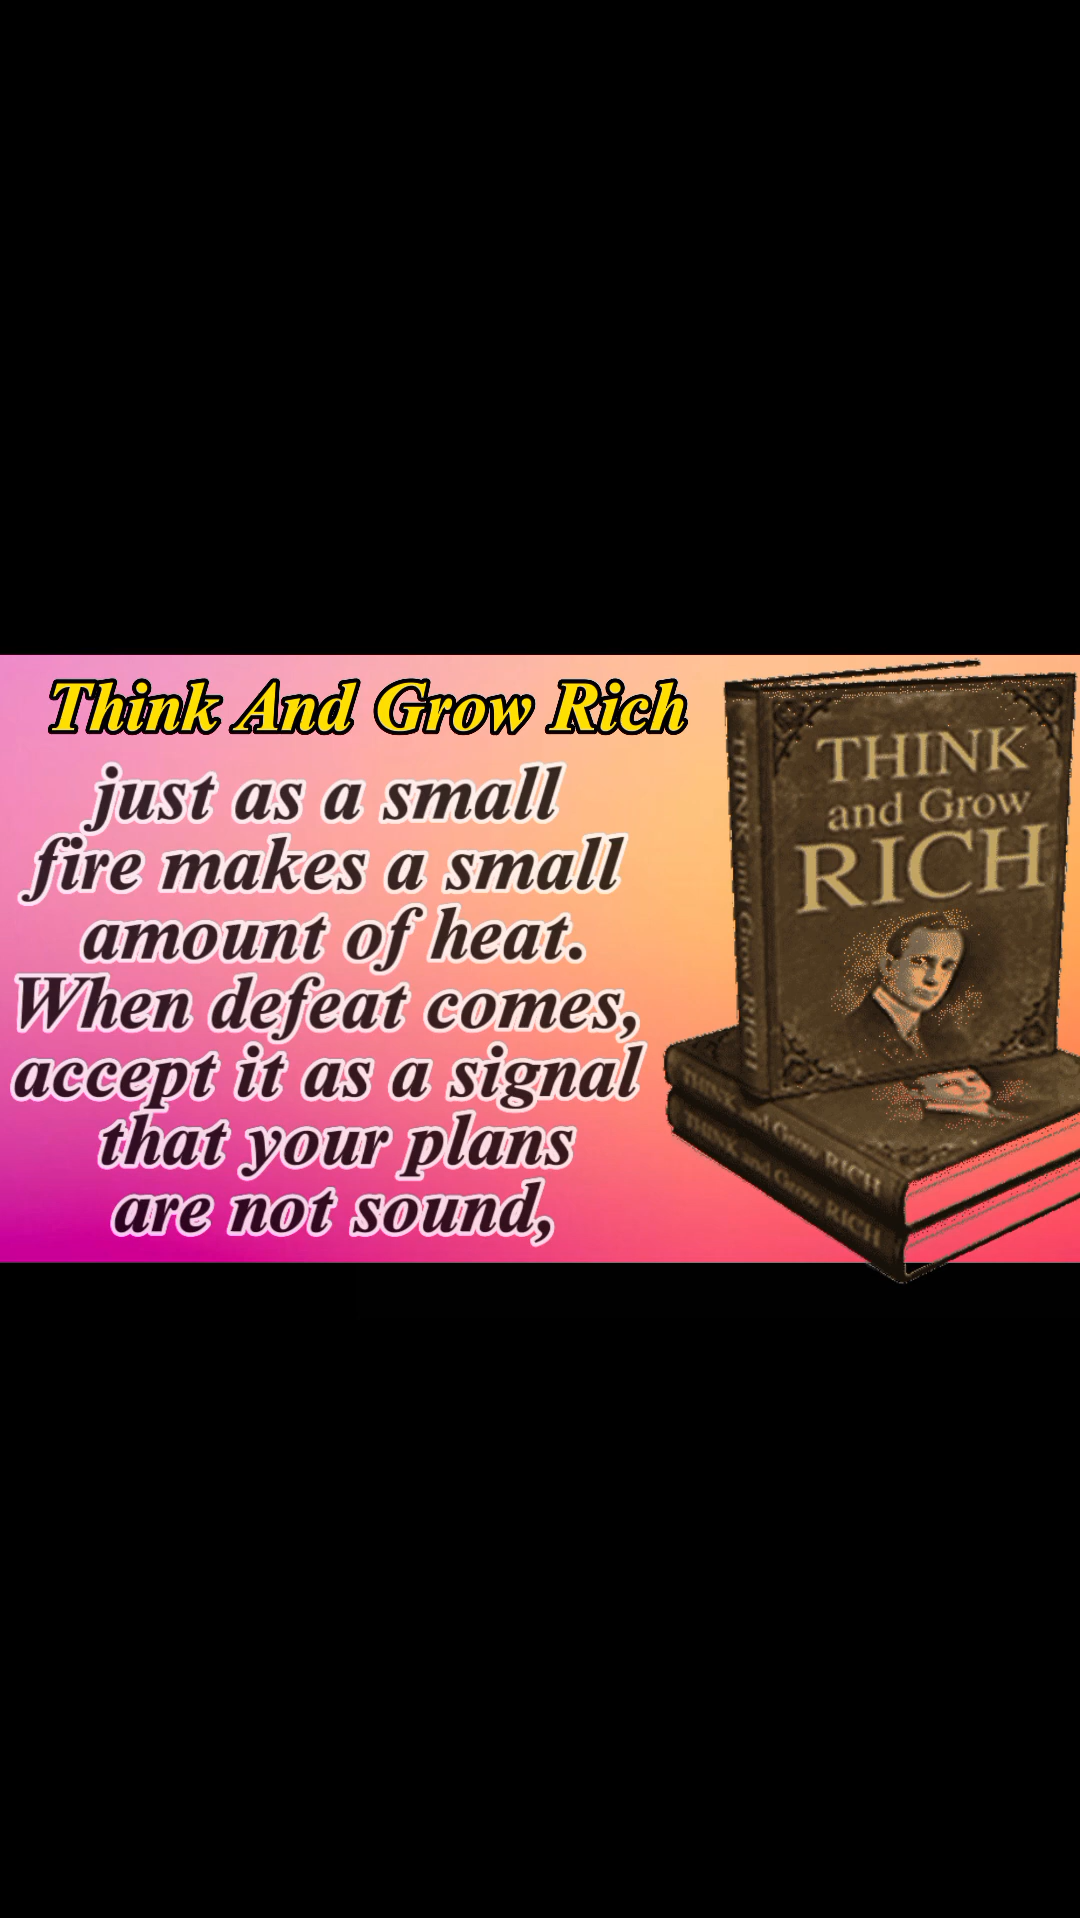 Think And Grow Rich
just as a small
fire makes a small
amount of heat.
When defeat comes,
accept it as a signal
that your plans
are not sound,
THINK
and Grow
RICH
THINK and Grow RICH
THINK and Grow RICH
THINK and Grow RICH